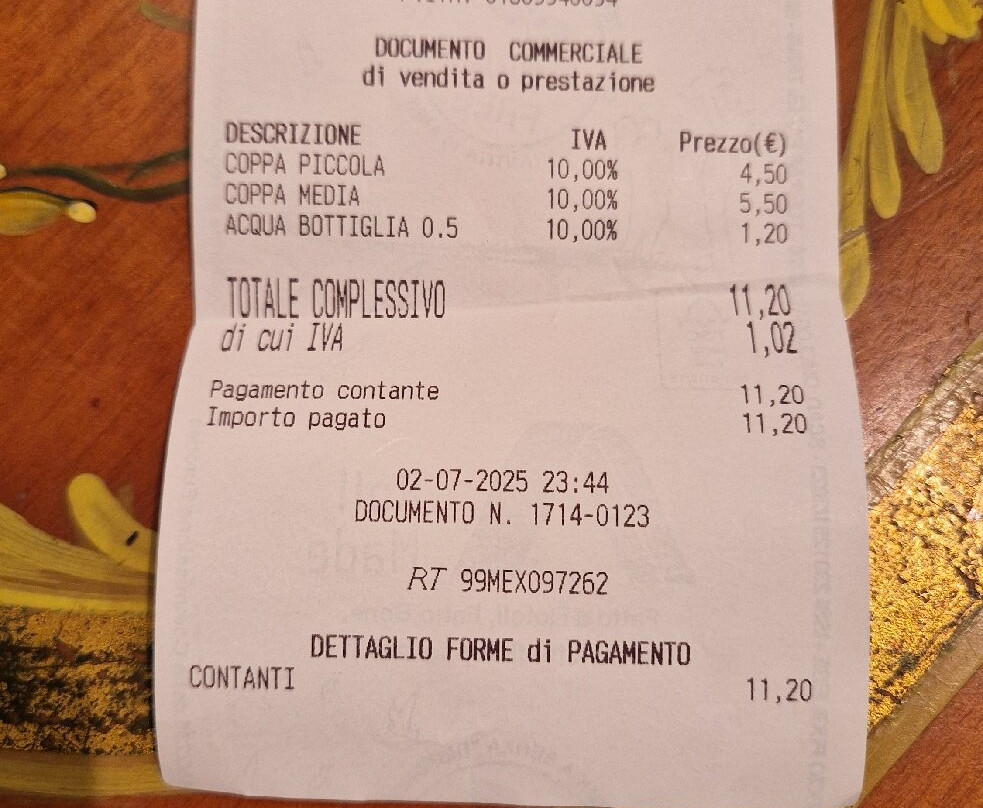 DOCUMENTO COMMERCIALE
di vendita o prestazione
DESCRIZIONE IVA Prezzo(€)
COPPA PICCOLA 10,00% 4,50
COPPA MEDIA 10,00% 5,50
ACQUA BOTTIGLIA 0.5 10,00% 1,20
TOTALE COMPLESSIVO 11,20
di cui IVA 1,02
Pagamento contante 11,20
Importo pagato 11,20
02-07-2025 23:44
DOCUMENTO N. 1714-0123
RT 99MEX097262
DETTAGLIO FORME di PAGAMENTO
CONTANTI 11,20